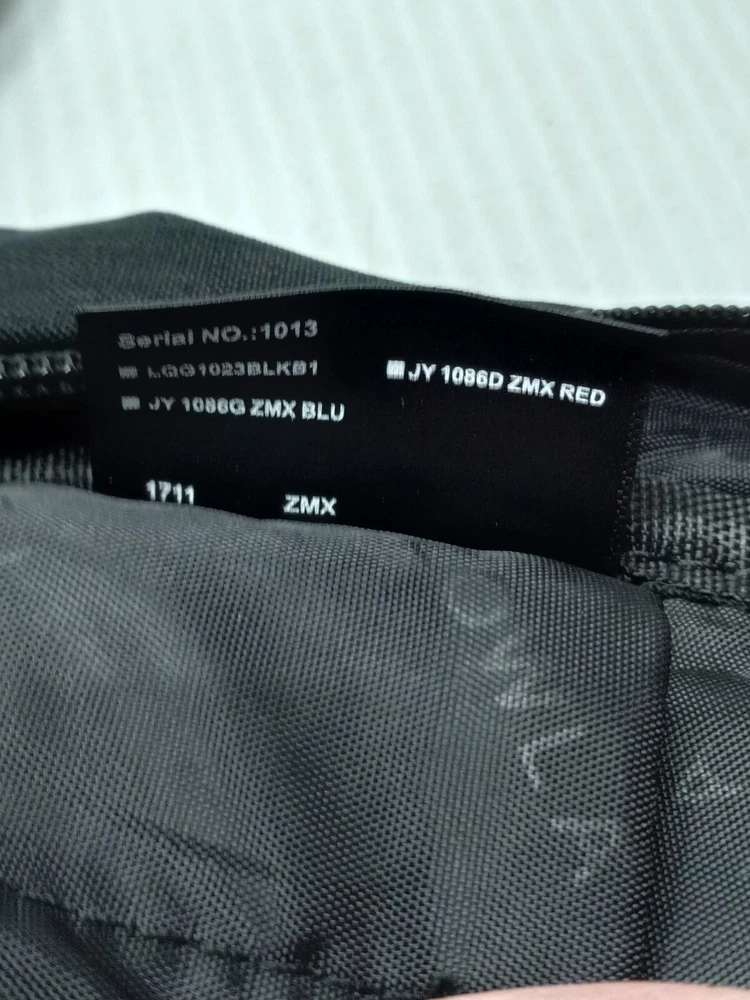 Serial NO.:1013
LGG1023BLKB1
JY 1086G ZMX BLU
JY 1086D ZMX RED
1711 ZMX